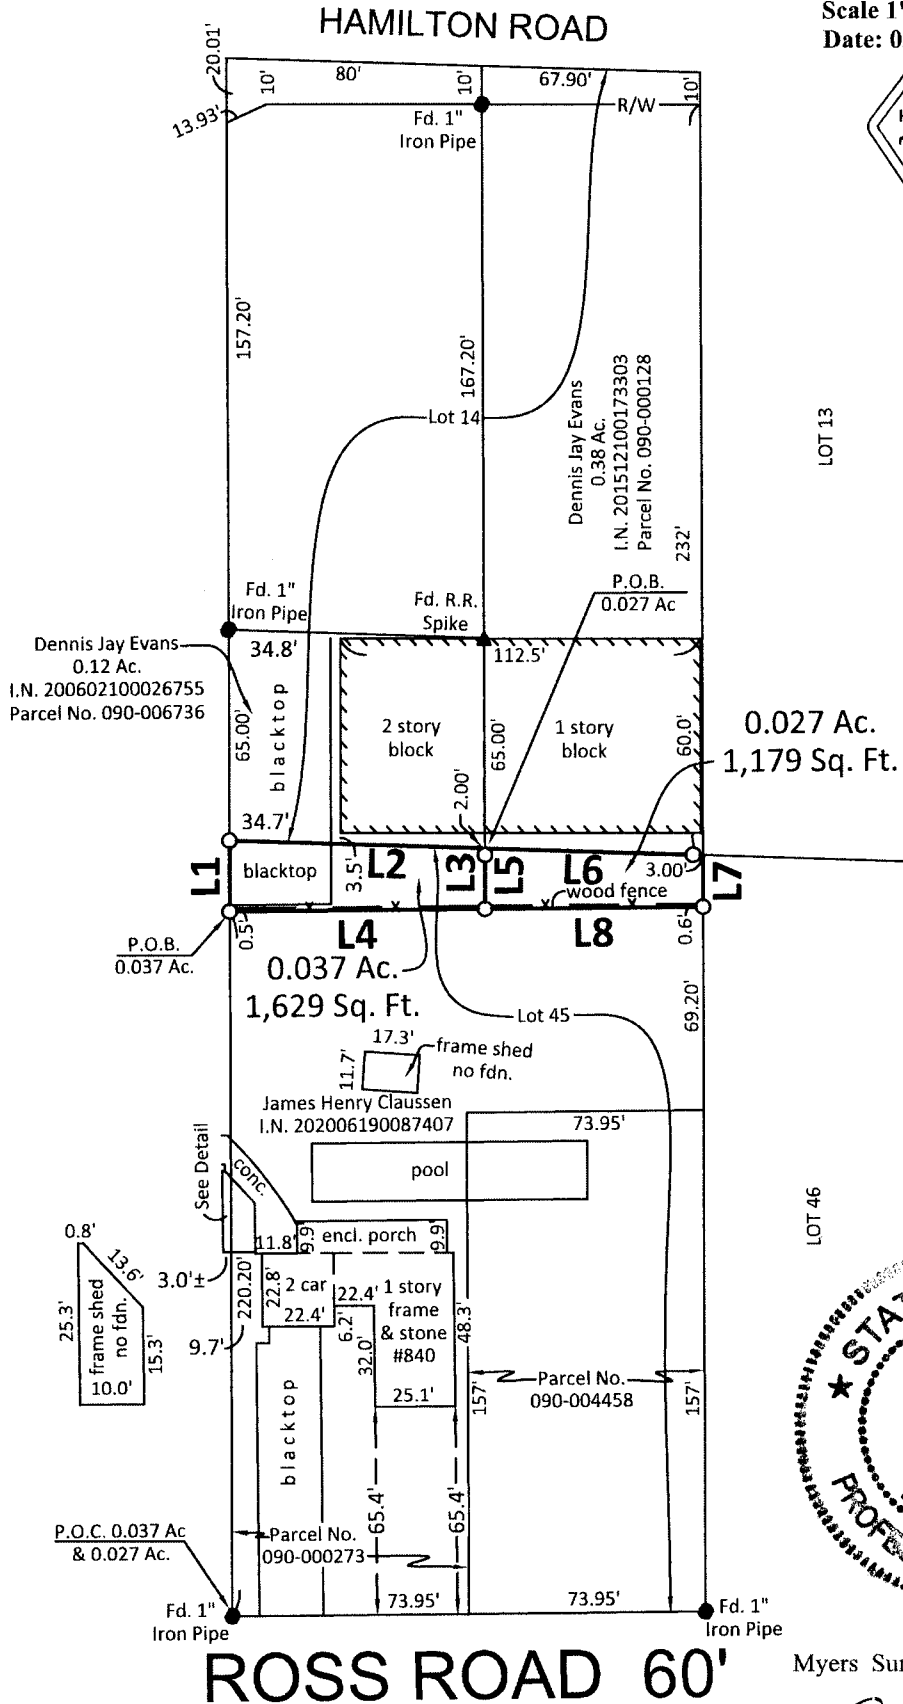 HAMILTON ROAD
Scale 1"
Date: 0
20.01'
10'
80'
10'
67.90'
10'
13.93'
R/W
Fd. 1"
Iron Pipe
157.20'
167.20'
Lot 14
Dennis Jay Evans
0.38 Ac.
I.N. 201512100173303
Parcel No. 090-000128
LOT 13
232'
P.O.B.
0.027 Ac
Fd. 1"
Iron Pipe
Fd. R.R.
Spike
Dennis Jay Evans
0.12 Ac.
I.N. 200602100026755
Parcel No. 090-006736
34.8'
112.5'
65.00'
blacktop
2 story
block
65.00'
1 story
block
60.0'
0.027 Ac.
1,179 Sq. Ft.
2.00'
34.7'
L1
blacktop
3.5'
L2
L3
L5
L6
3.00'
L7
wood fence
0.5'
L4
L8
0.6'
P.O.B.
0.037 Ac.
0.037 Ac.
1,629 Sq. Ft.
Lot 45
69.20'
17.3'
11.7'
frame shed
no fdn.
James Henry Claussen
I.N. 202006190087407
73.95'
See Detail
conc.
pool
LOT 46
11.8'
9.9
encl. porch
9.9'
0.8'
13.6'
25.3'
frame shed
no fdn.
15.3'
10.0'
3.0'±
220.20'
9.7'
22.8'
2 car
22.4'
22.4'
6.2'
32.0'
1 story
frame
& stone
#840
48.3'
25.1'
157'
Parcel No.
090-004458
157'
blacktop
65.4'
65.4'
STAT
PROFE
P.O.C. 0.037 Ac
& 0.027 Ac.
Parcel No.
090-000273
73.95'
73.95'
Fd. 1"
Iron Pipe
Fd. 1"
Iron Pipe
ROSS ROAD 60'
Myers Sur